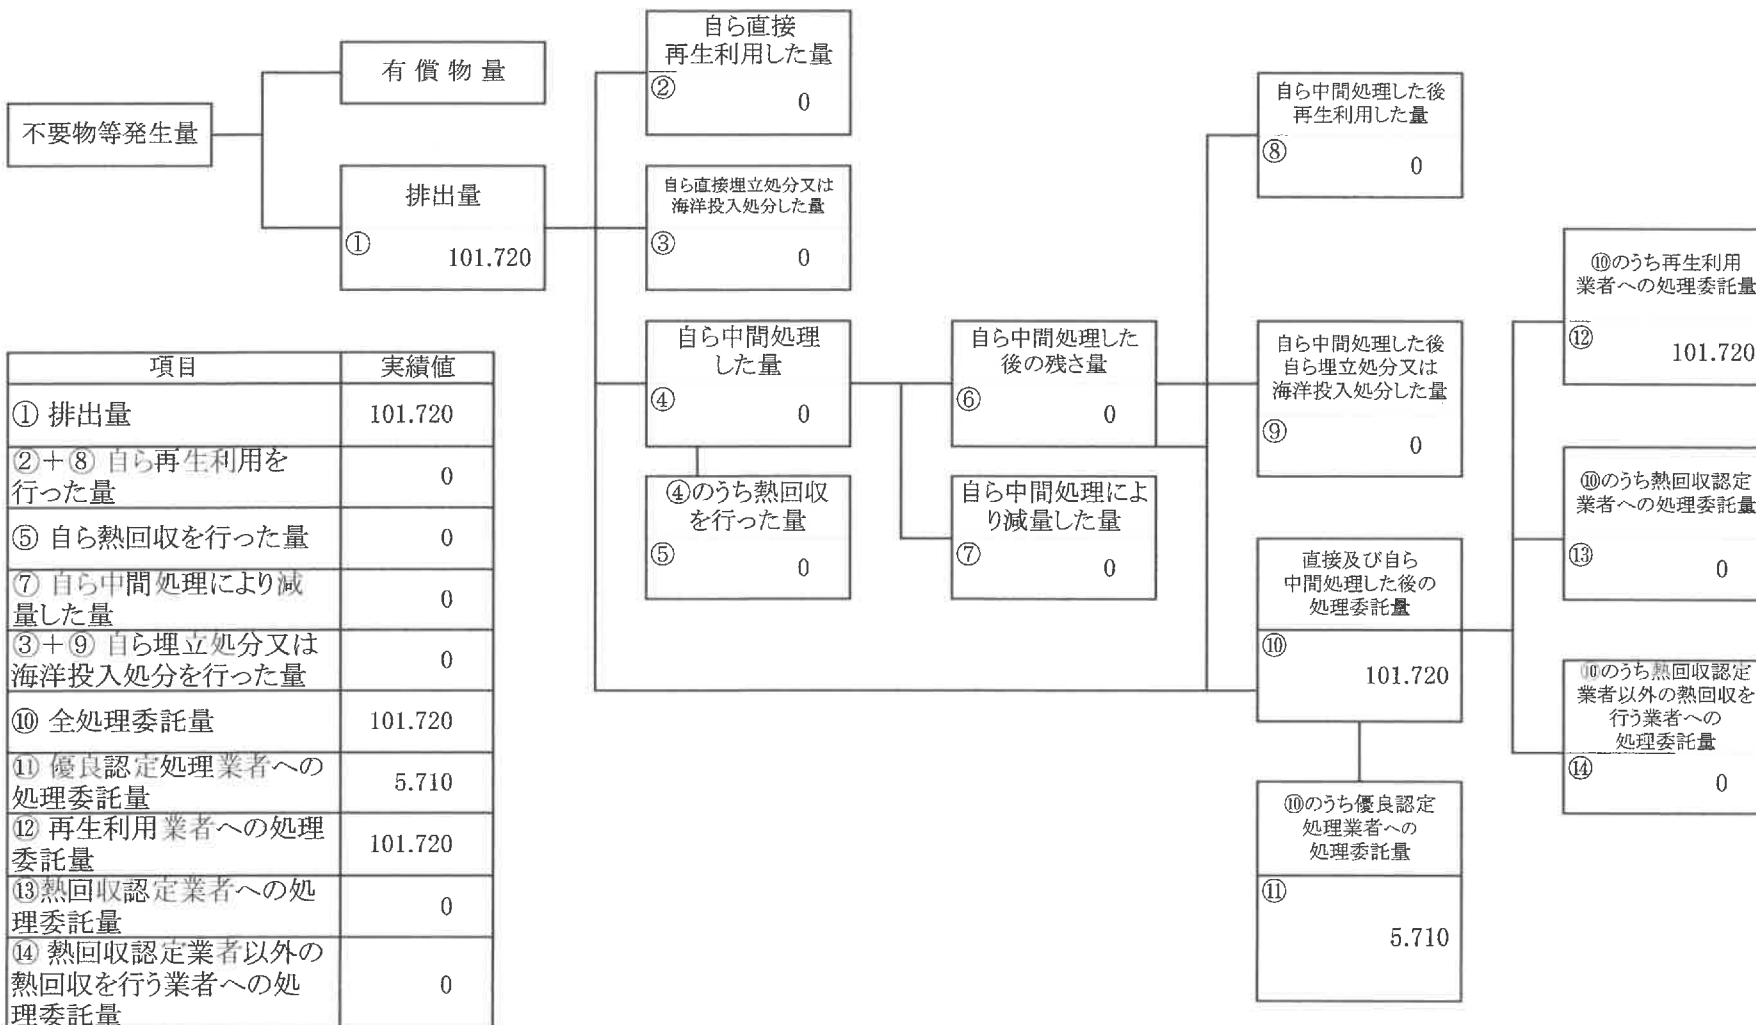 不要物等発生量
有償物量
排出量
①
101.720
自ら直接
再生利用した量
②
0
自ら直接埋立処分又は
海洋投入処分した量
③
0
自ら中間処理
した量
④
0
④のうち熱回収
を行った量
⑤
0
自ら中間処理した
後の残さ量
⑥
0
自ら中間処理によ
り減量した量
⑦
0
自ら中間処理した後
再生利用した量
⑧
0
自ら中間処理した後
自ら埋立処分又は
海洋投入処分した量
⑨
0
直接及び自ら
中間処理した後の
処理委託量
⑩
101.720
⑩のうち優良認定
処理業者への
処理委託量
⑪
5.710
⑩のうち再生利用
業者への処理委託量
⑫
101.720
⑩のうち熱回収認定
業者への処理委託量
⑬
0
⑩のうち熱回収認定
業者以外の熱回収を
行う業者への
処理委託量
⑭
0
項目 実績値
① 排出量 101.720
②+⑧ 自ら再生利用を
行った量 0
⑤ 自ら熱回収を行った量 0
⑦ 自ら中間処理により減
量した量 0
③+⑨ 自ら埋立処分又は
海洋投入処分を行った量 0
⑩ 全処理委託量 101.720
⑪ 優良認定処理業者への
処理委託量 5.710
⑫ 再生利用業者への処理
委託量 101.720
⑬熱回収認定業者への処
理委託量 0
⑭ 熱回収認定業者以外の
熱回収を行う業者への処
理委託量 0